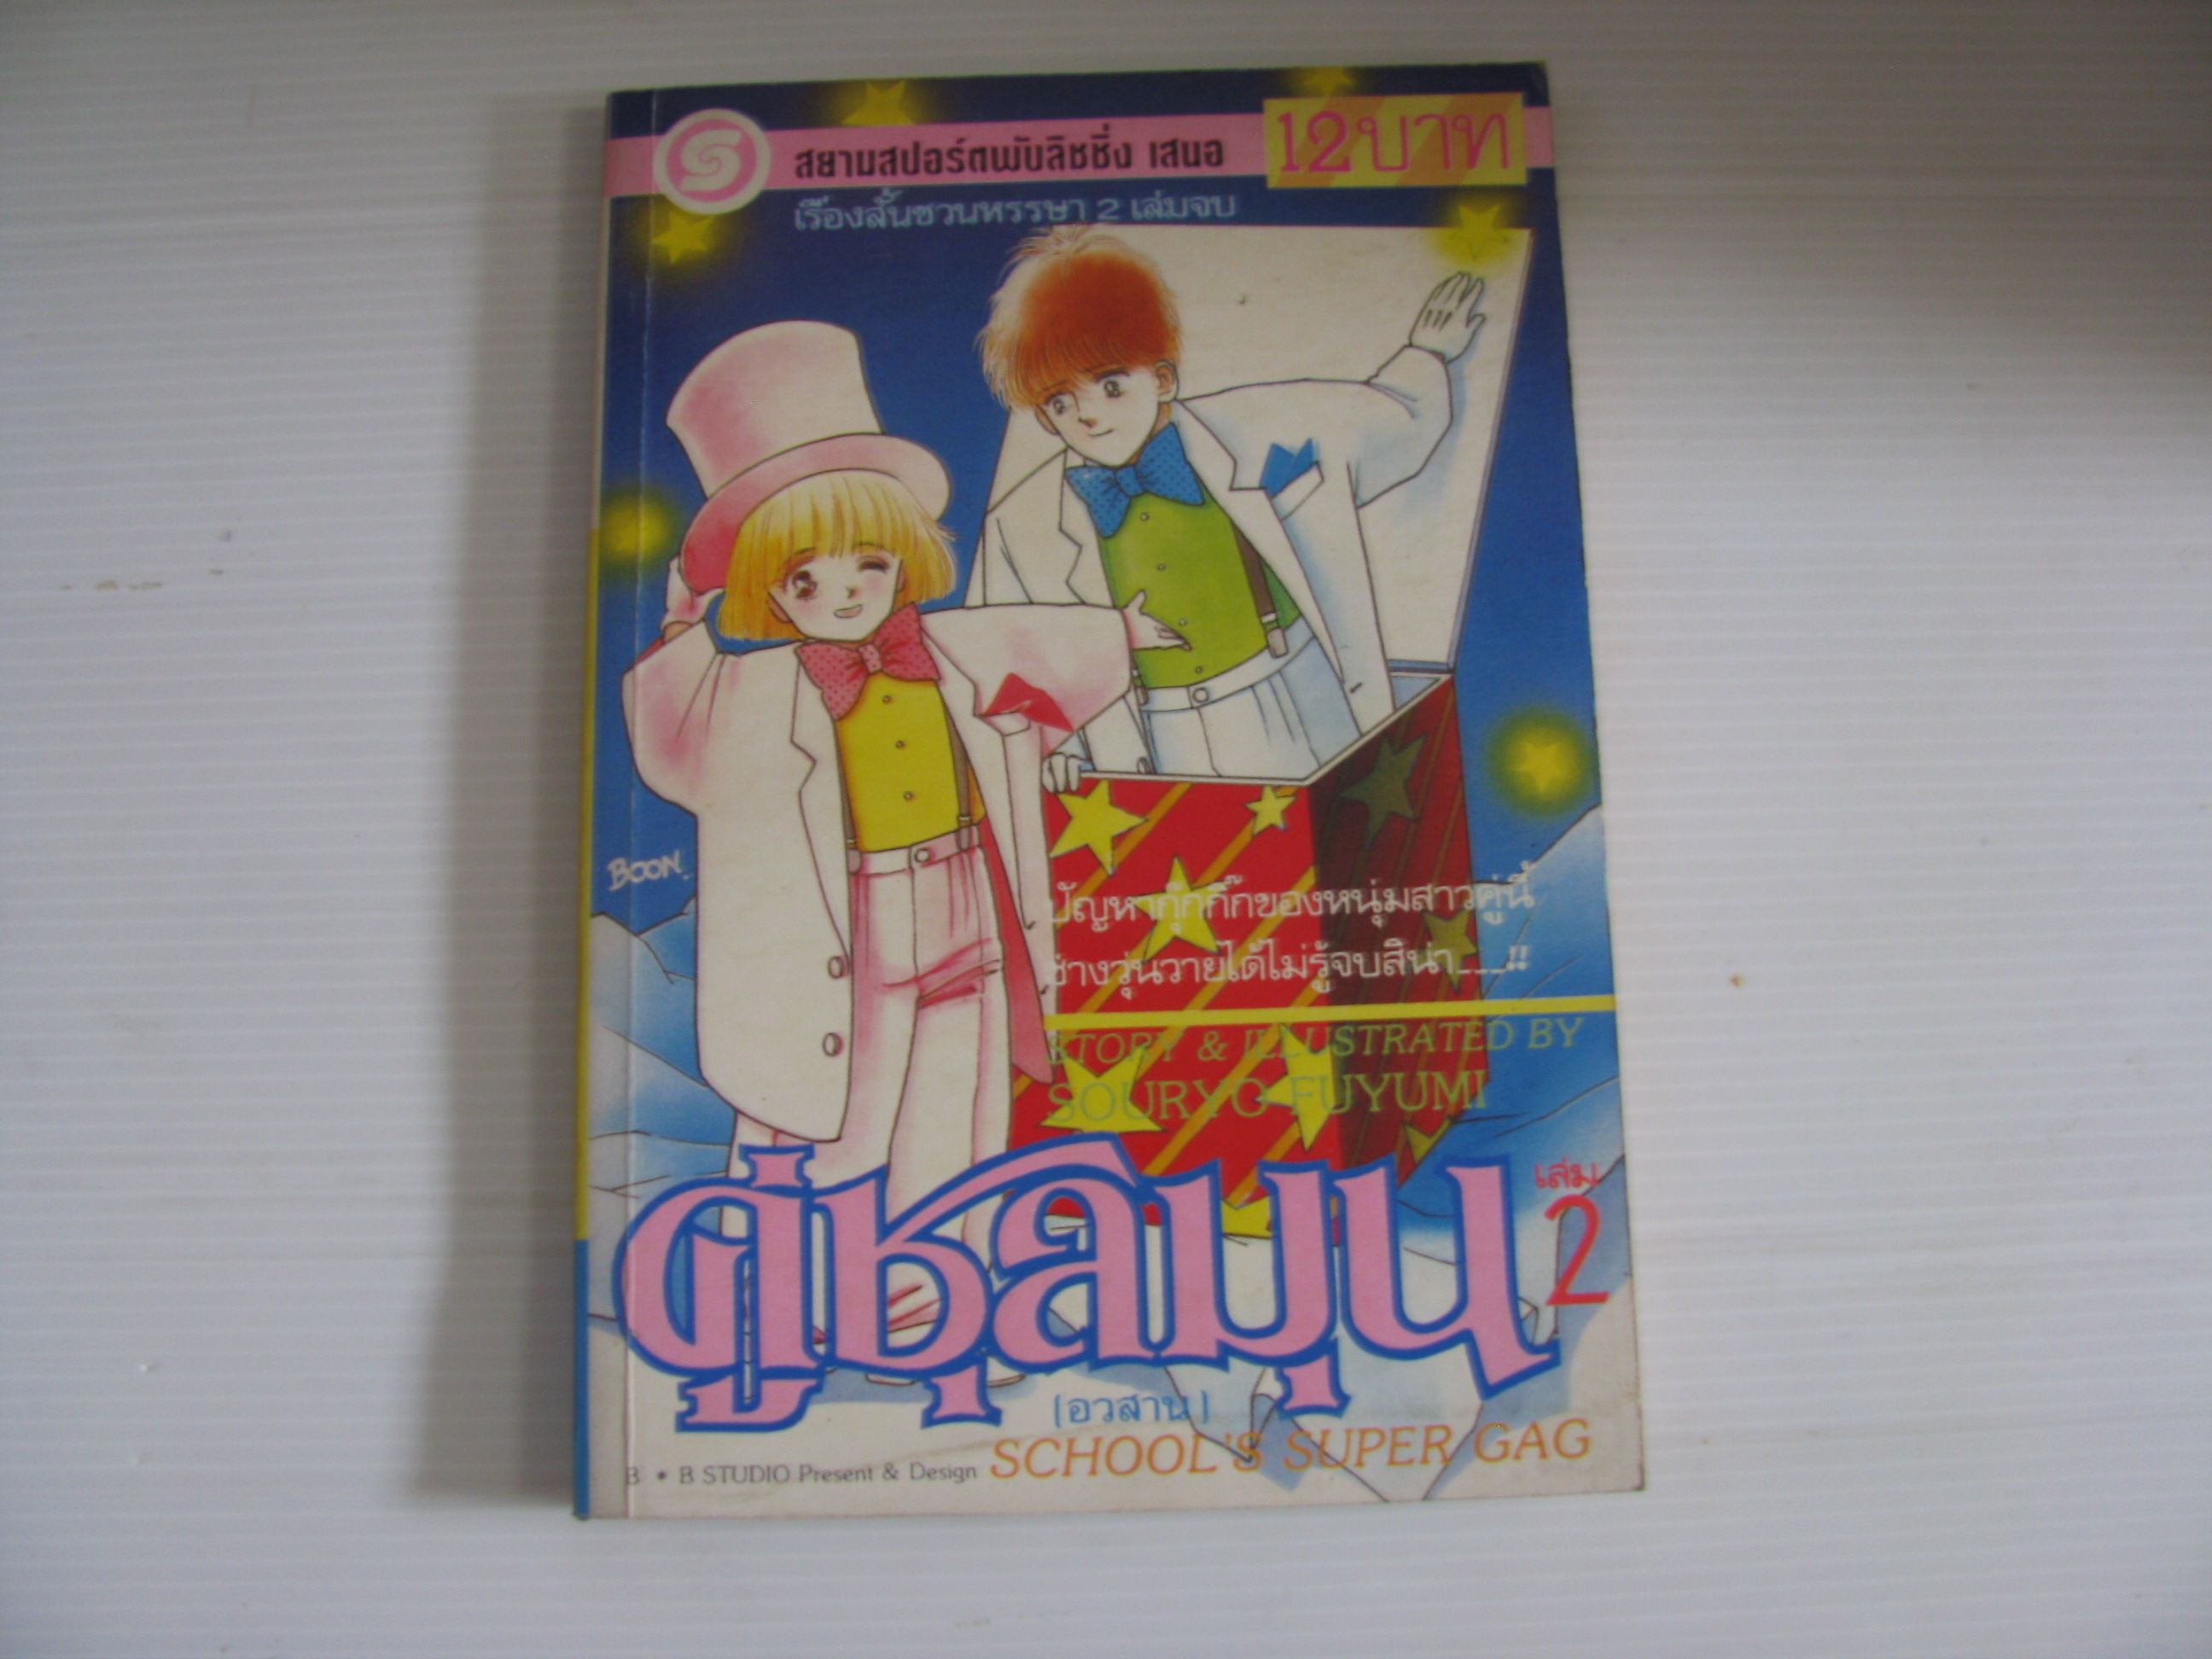 สยามสปอร์ตพับลิชชิ่ง เสนอ
12บาท
เรื่องสั้นชวนหรรษา 2 เล่มจบ
BOON.
ปัญหากุ๊กกิ๊กของหนุ่มสาวคู่นี้
ช่างวุ่นวายได้ไม่รู้จบสิน่า___!!
STORY & ILLUSTRATED BY
SOURYO FUYUMI
คู่ชุลมุน
เล่ม
2
(อวสาน)
SCHOOL'S SUPER GAG
B * B STUDIO Present & Design